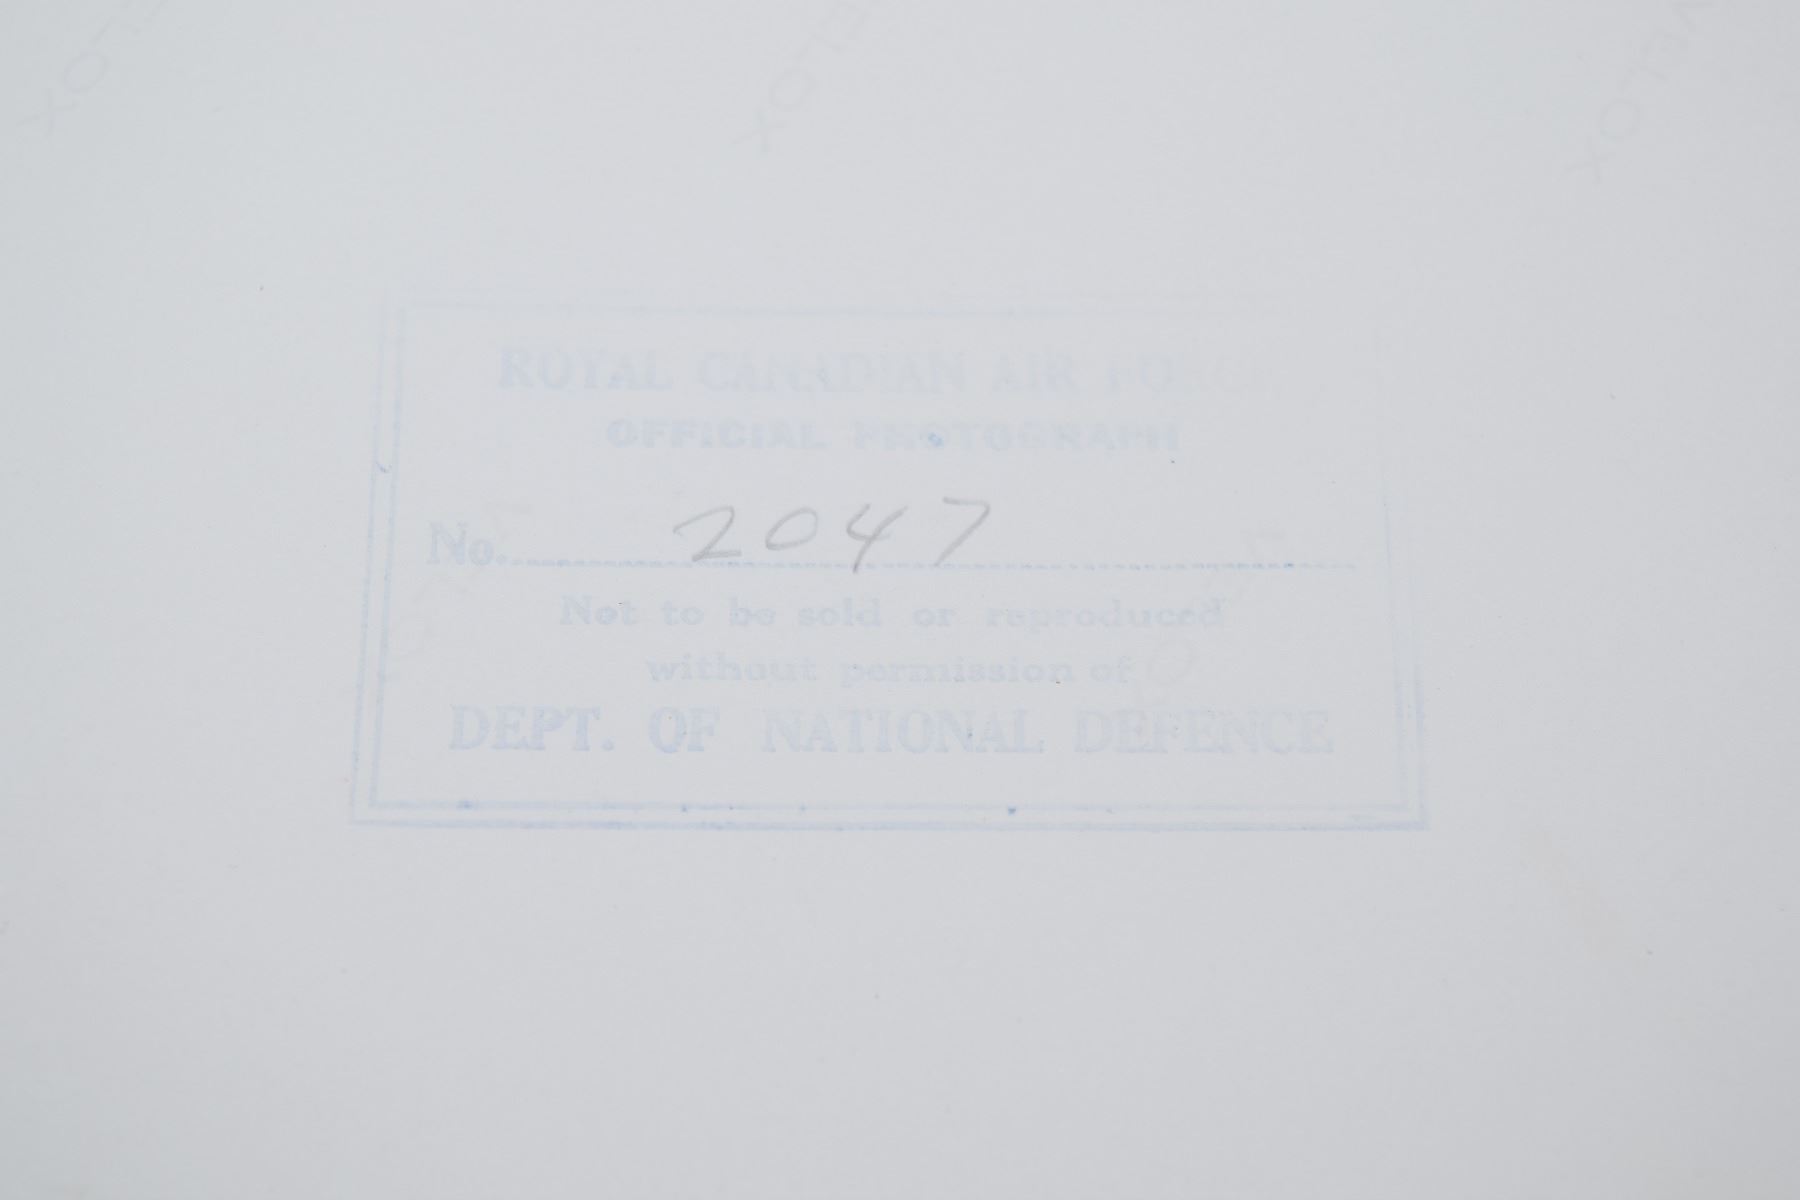 VELOX
ROYAL CANADIAN AIR FORCE
OFFICIAL PHOTOGRAPH
No. 2047
Not to be sold or reproduced
without permission of
DEPT. OF NATIONAL DEFENCE